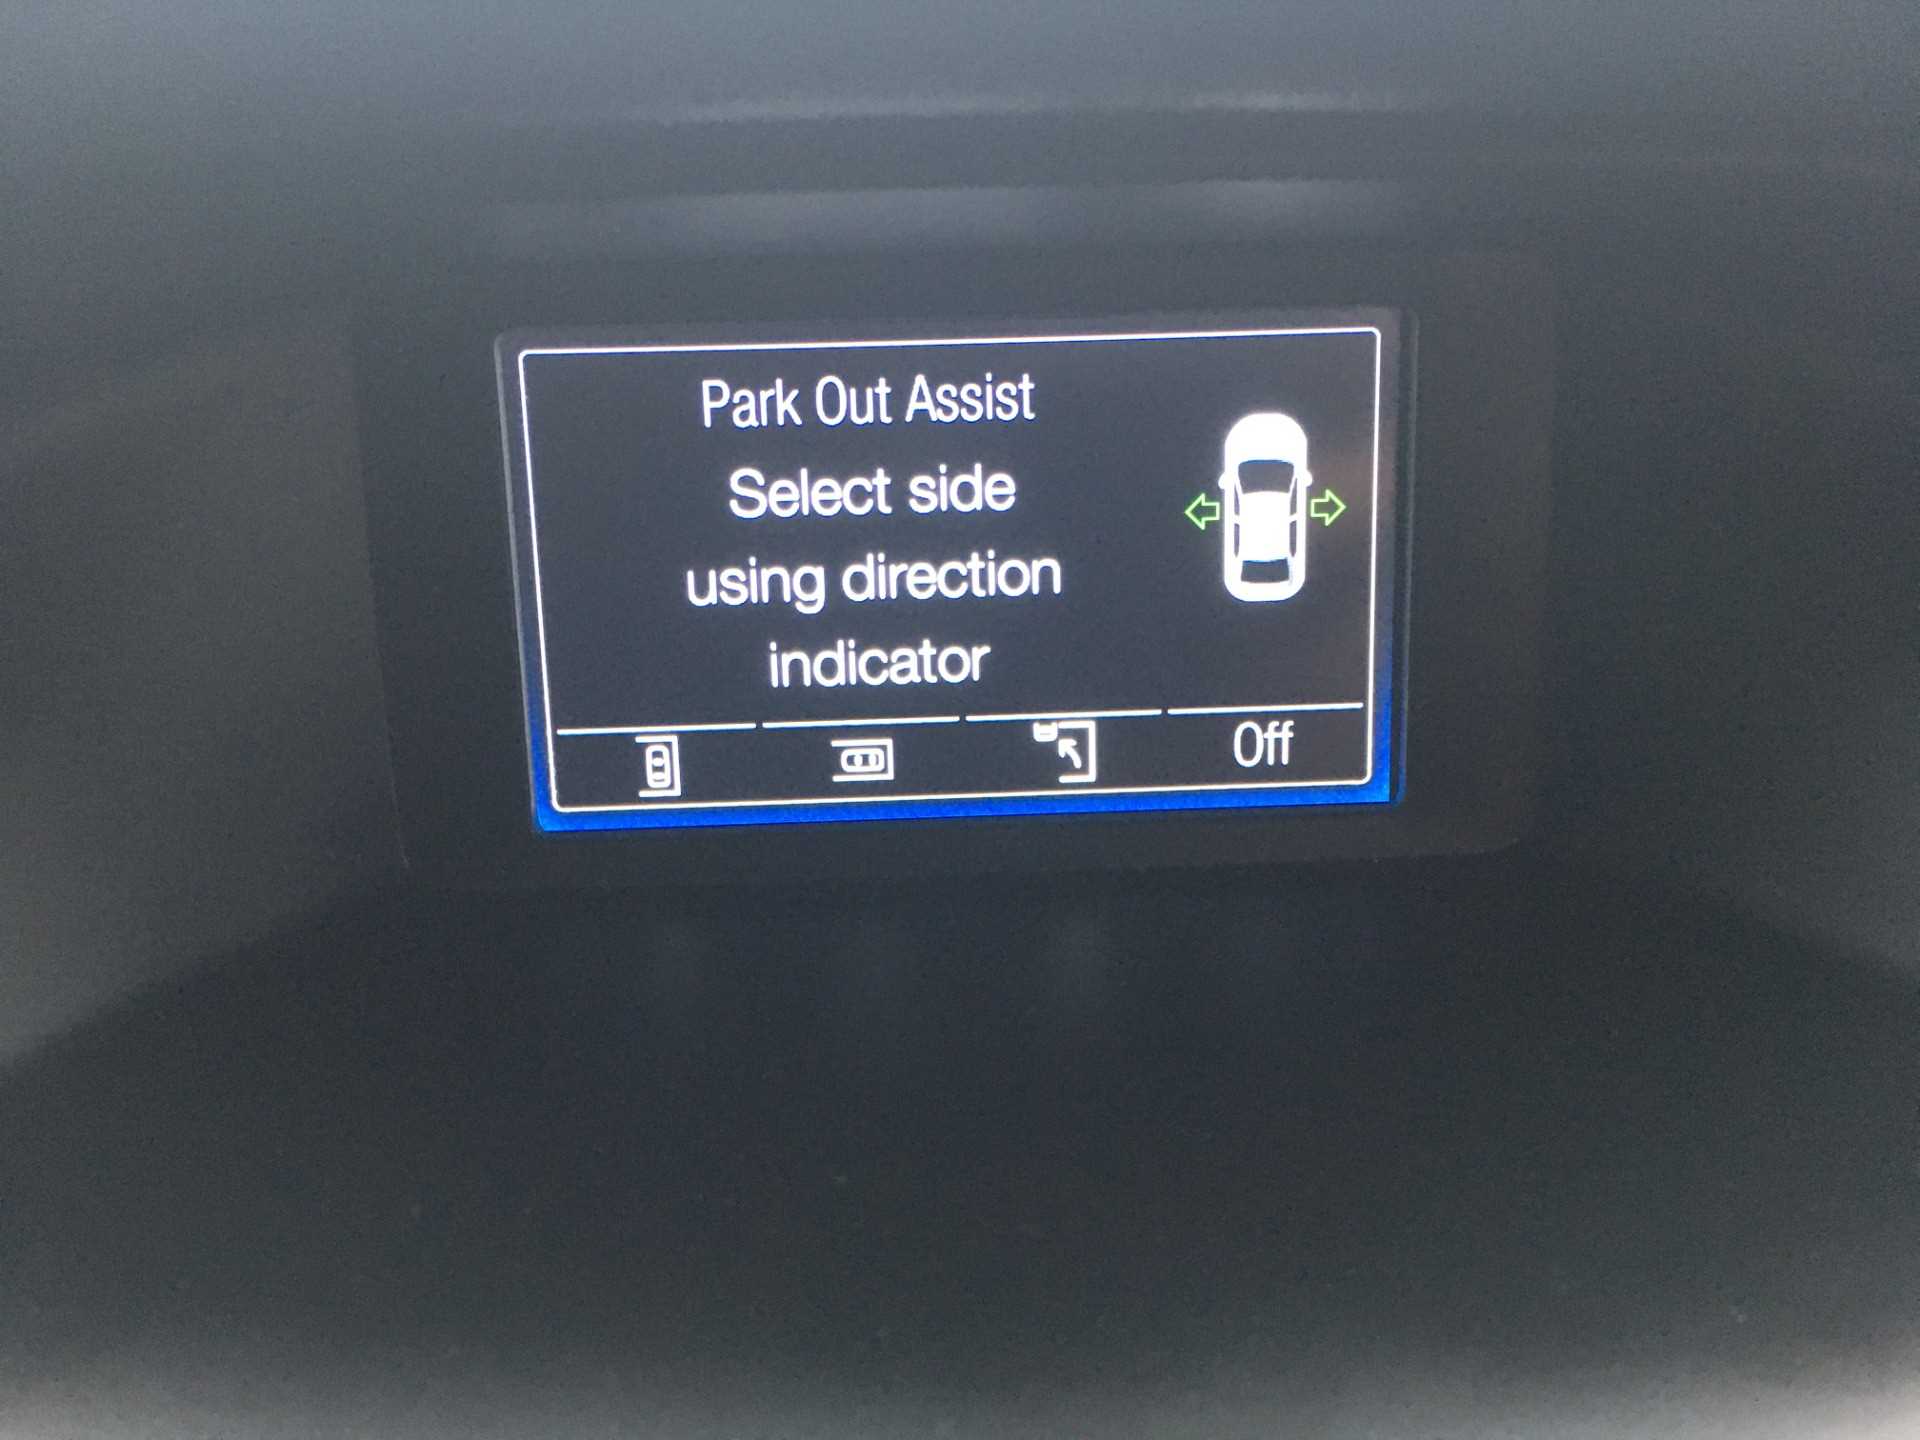 Park Out Assist
Select side
using direction
indicator
Off